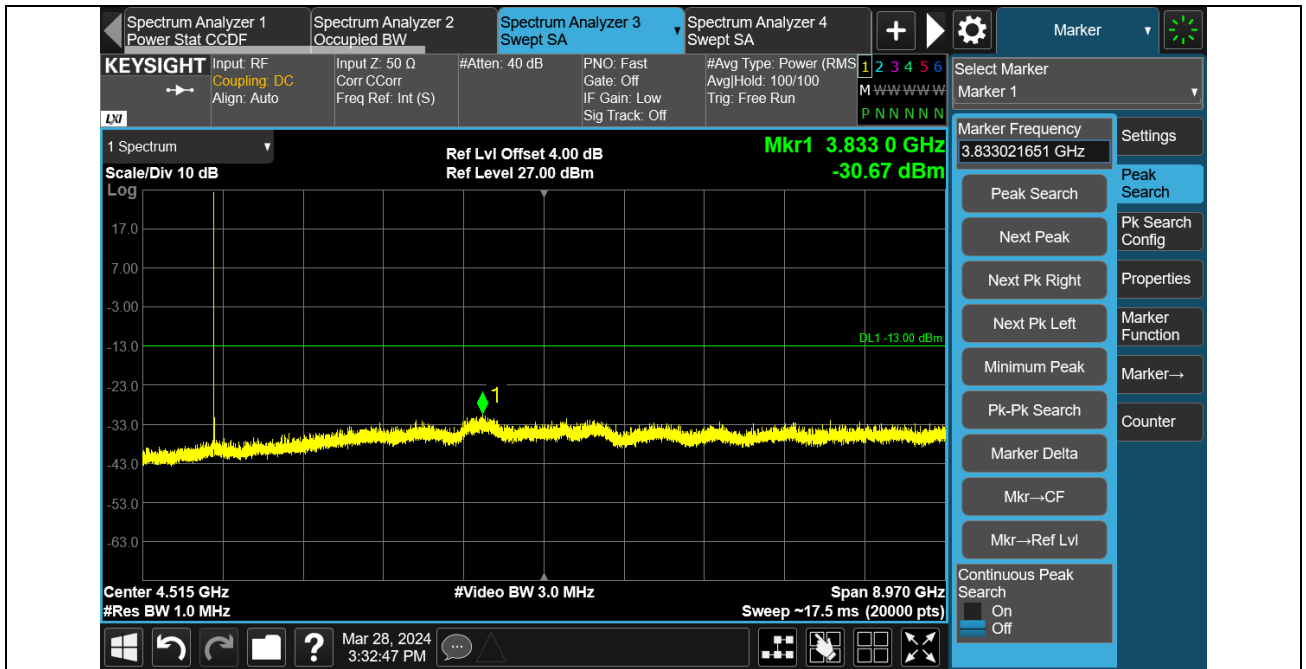 Spectrum Analyzer 1
Power Stat CCDF
Spectrum Analyzer 2
Occupied BW
Spectrum Analyzer 3
Swept SA
Spectrum Analyzer 4
Swept SA
+
Marker
KEYSIGHT
LXI
Input: RF
Coupling: DC
Align: Auto
Input Z: 50 Ω
Corr CCorr
Freq Ref: Int (S)
#Atten: 40 dB
PNO: Fast
Gate: Off
IF Gain: Low
Sig Track: Off
#Avg Type: Power (RMS
Avg|Hold: 100/100
Trig: Free Run
1 2 3 4 5 6
M W W W W W
P N N N N N
Select Marker
Marker 1
1 Spectrum
Scale/Div 10 dB
Log
Ref Lvl Offset 4.00 dB
Ref Level 27.00 dBm
Mkr1 3.833 0 GHz
-30.67 dBm
17.0
7.00
-3.00
-13.0
-23.0
-33.0
-43.0
-53.0
-63.0
DL1 -13.00 dBm
1
Center 4.515 GHz
#Res BW 1.0 MHz
#Video BW 3.0 MHz
Span 8.970 GHz
Sweep ~17.5 ms (20000 pts)
Marker Frequency
3.833021651 GHz
Peak Search
Next Peak
Next Pk Right
Next Pk Left
Minimum Peak
Pk-Pk Search
Marker Delta
Mkr→CF
Mkr→Ref Lvl
Continuous Peak
Search
On
Off
Settings
Peak
Search
Pk Search
Config
Properties
Marker
Function
Marker→
Counter
?
Mar 28, 2024
3:32:47 PM